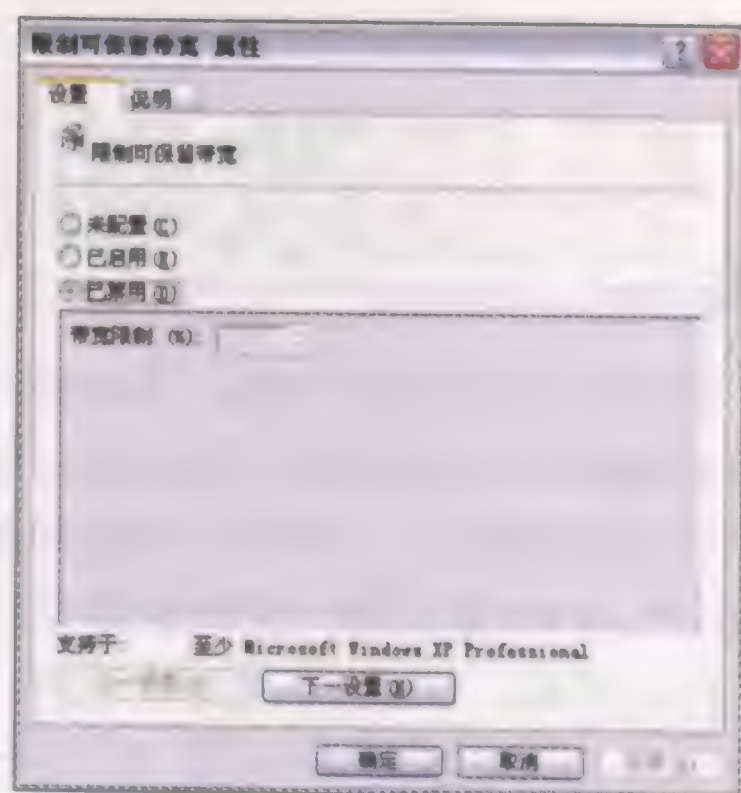 限制可保留带宽 属性
设置 说明
限制可保留带宽
未配置(C)
已启用(E)
已禁用(D)
带宽限制 (%):
支持于: 至少 Microsoft Windows XP Professional
下一设置(N)
确定 取消